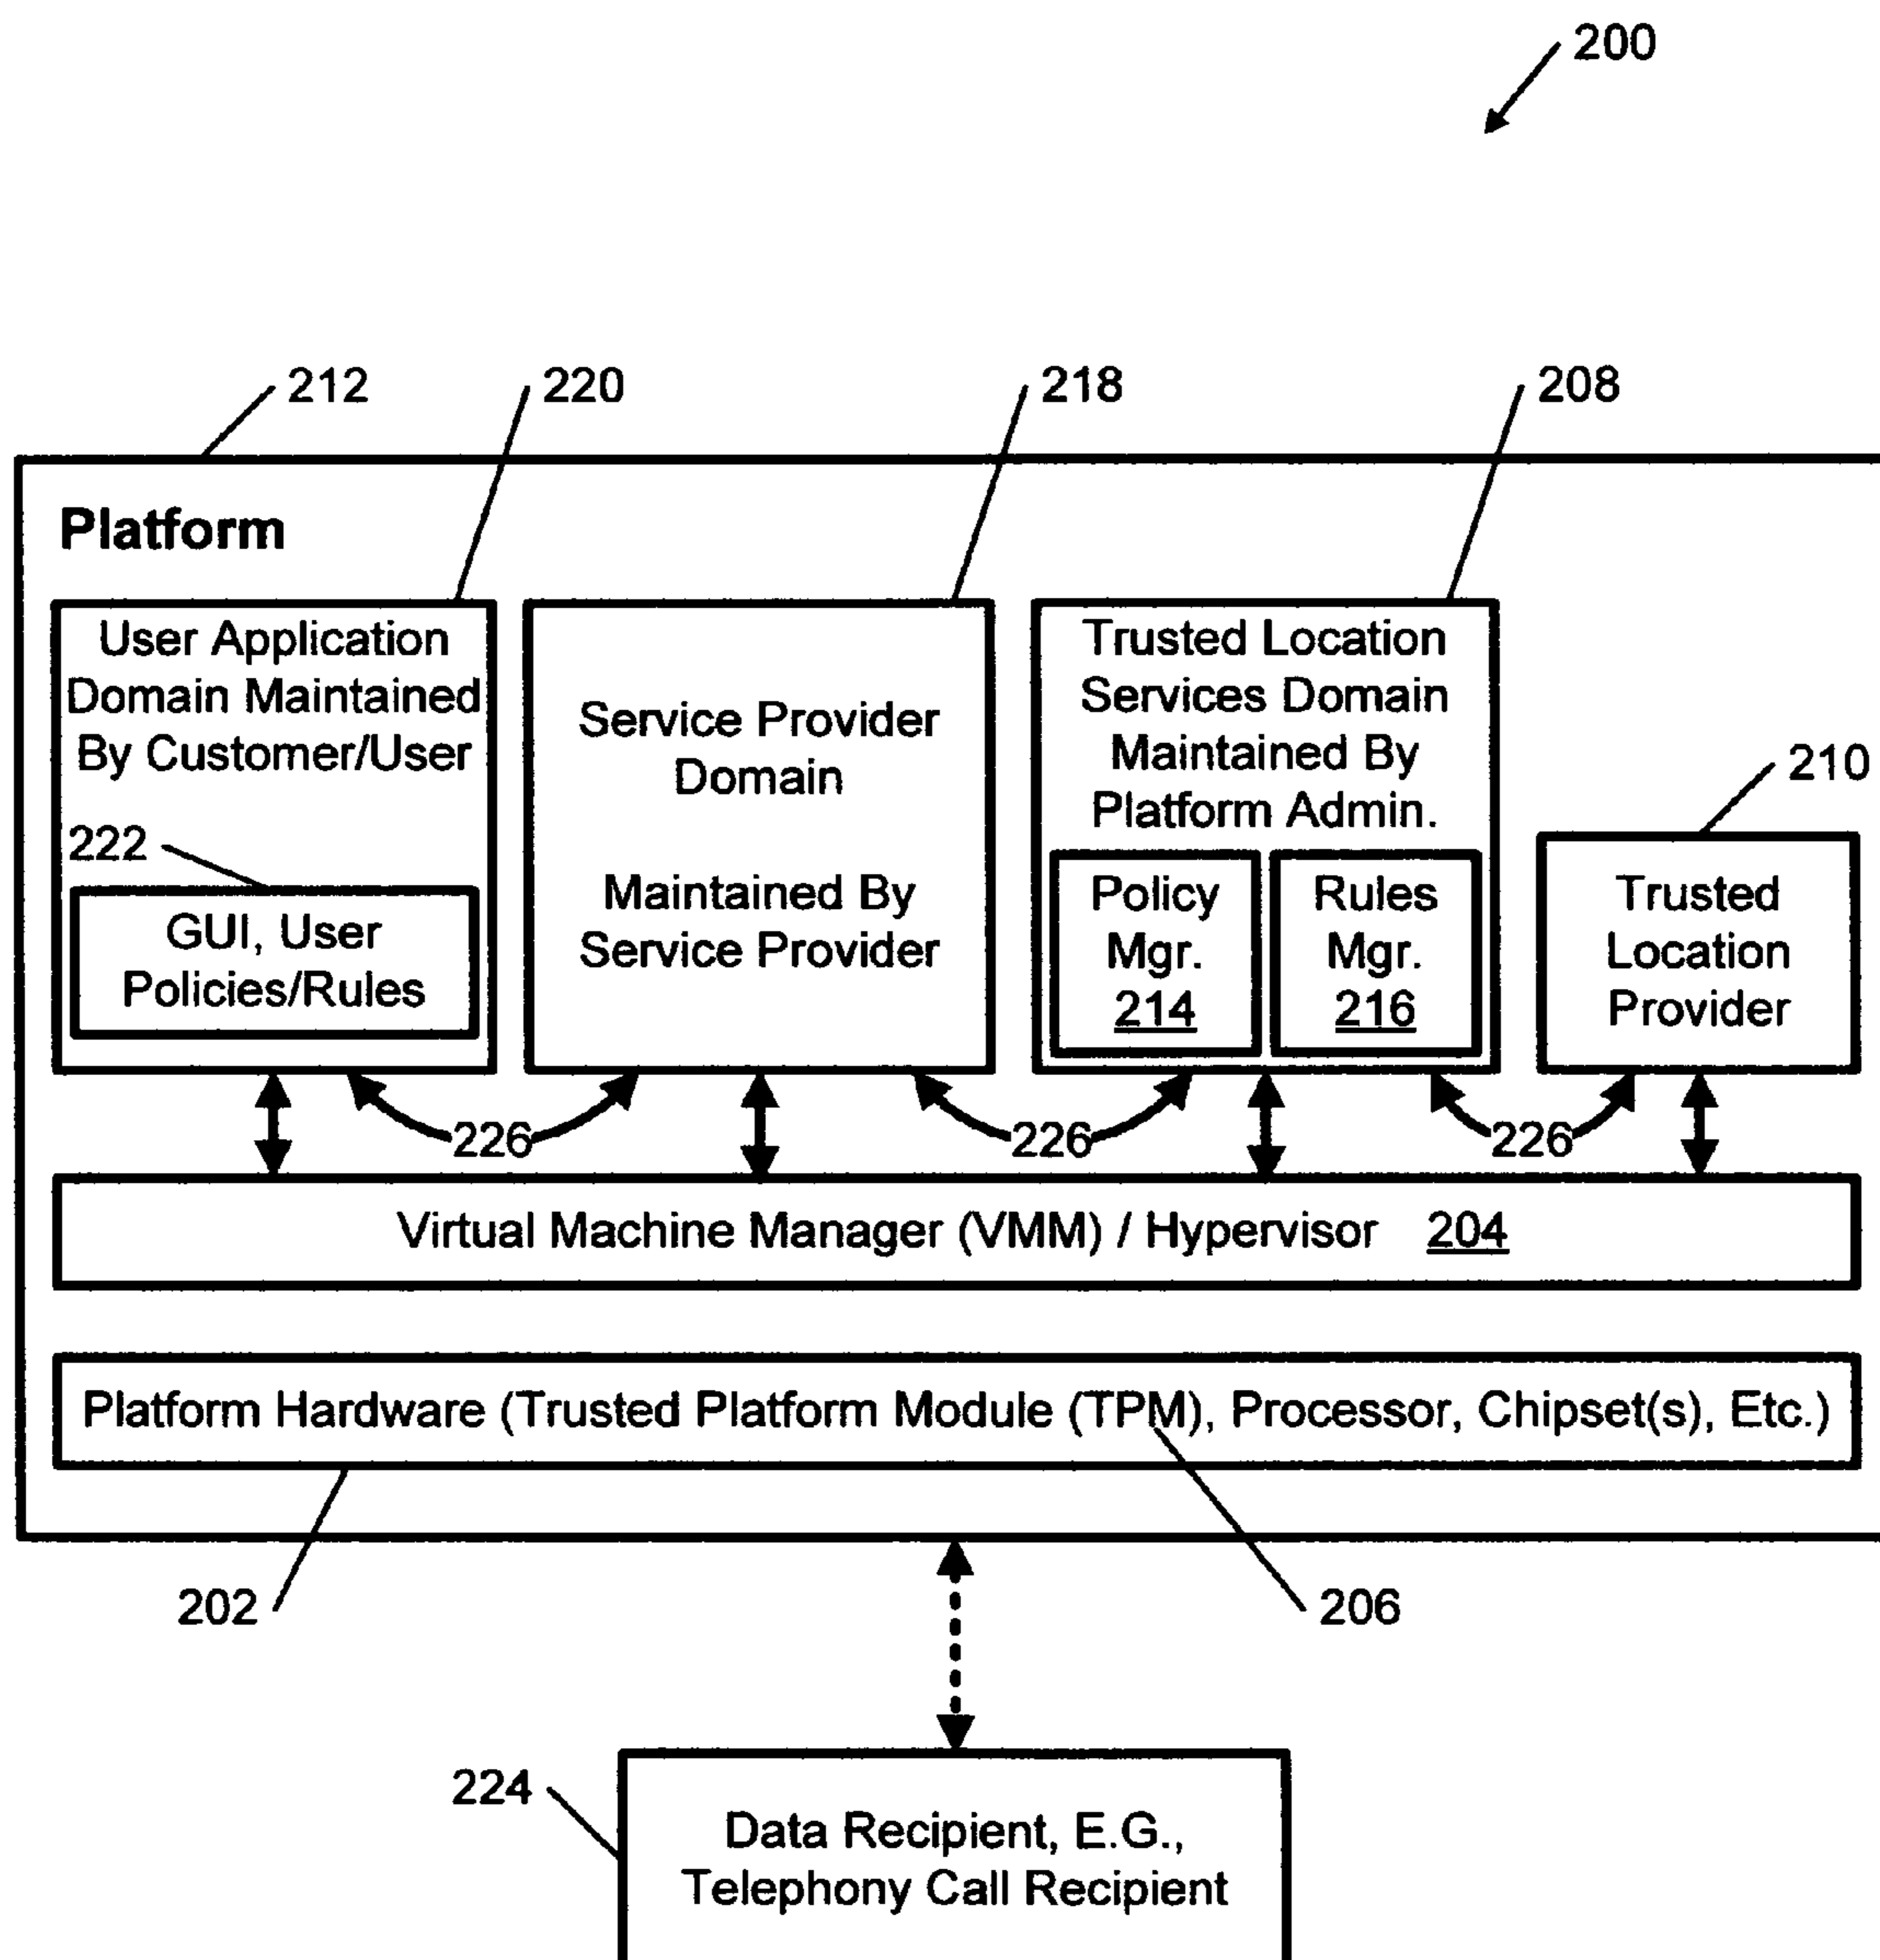 200
212
220
218
208
Platform
User Application
Domain Maintained
By Customer/User
222
GUI, User
Policies/Rules
Service Provider
Domain
Maintained By
Service Provider
Trusted Location
Services Domain
Maintained By
Platform Admin.
Policy
Mgr.
214
Rules
Mgr.
216
210
Trusted
Location
Provider
226
226
226
Virtual Machine Manager (VMM) / Hypervisor 204
Platform Hardware (Trusted Platform Module (TPM), Processor, Chipset(s), Etc.)
202
206
224
Data Recipient, E.G.,
Telephony Call Recipient